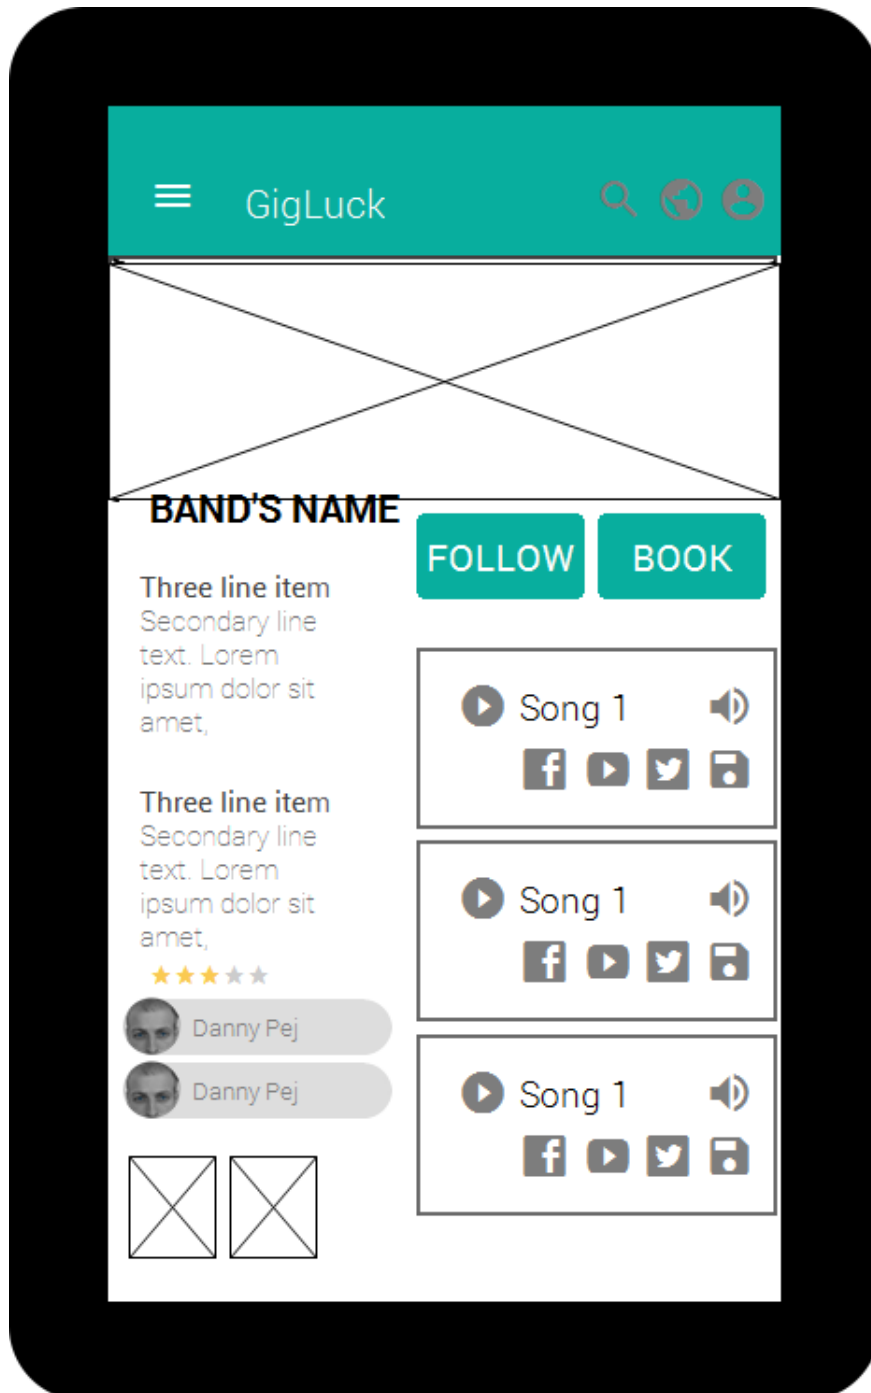 GigLuck
BAND'S NAME
FOLLOW
BOOK
Three line item
Secondary line
text. Lorem
ipsum dolor sit
amet,
Three line item
Secondary line
text. Lorem
ipsum dolor sit
amet,
Danny Pej
Danny Pej
Song 1
Song 1
Song 1